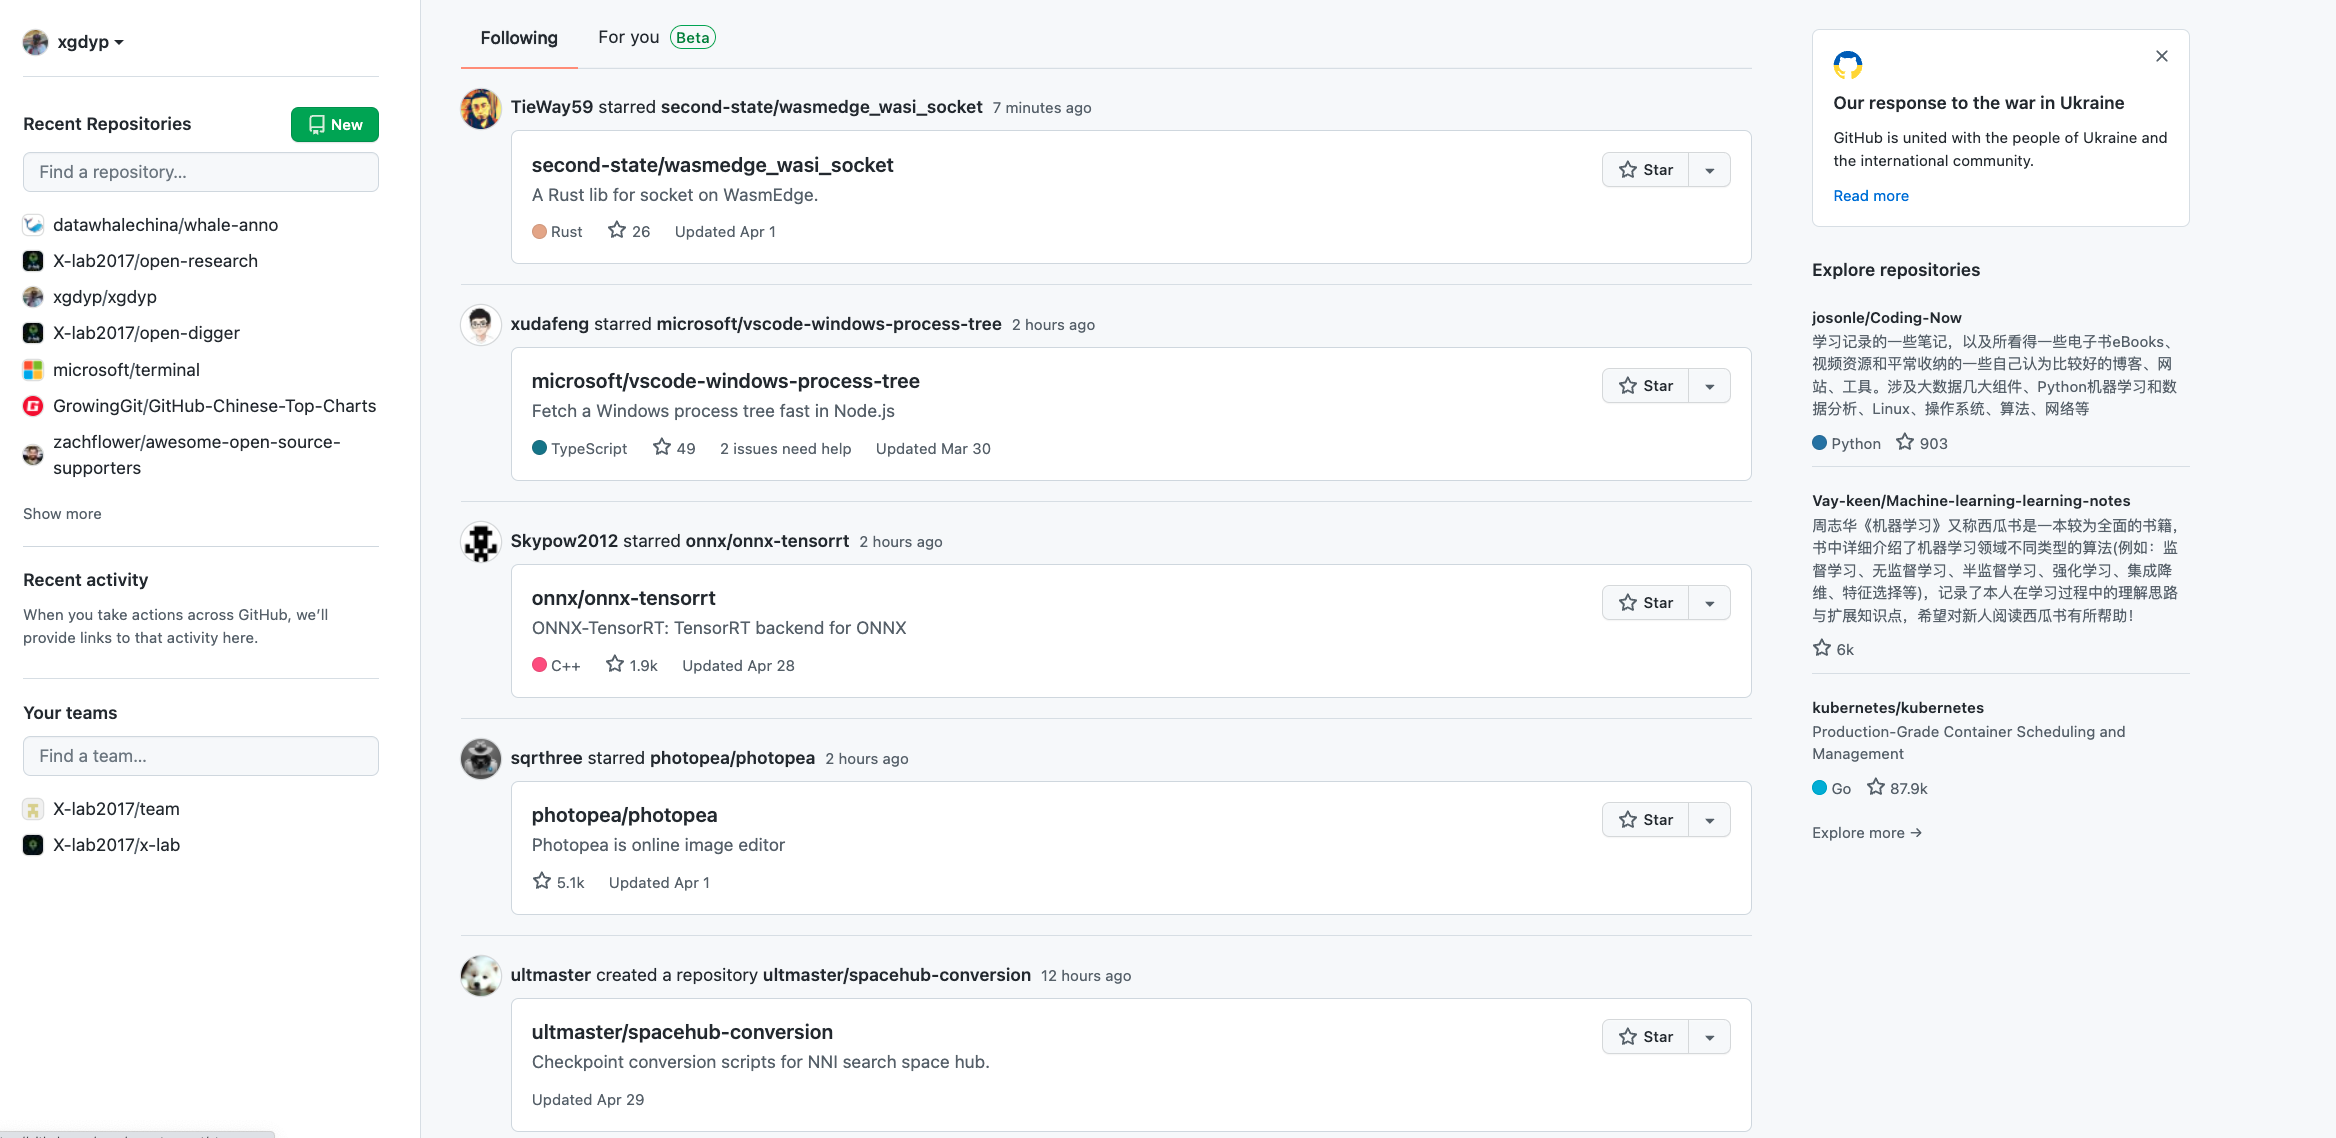 xgdyp
Recent Repositories
New
Find a repository...
datawhalechina/whale-anno
X-lab2017/open-research
xgdyp/xgdyp
X-lab2017/open-digger
microsoft/terminal
GrowingGit/GitHub-Chinese-Top-Charts
zachflower/awesome-open-source-
supporters
Show more
Recent activity
When you take actions across GitHub, we’ll
provide links to that activity here.
Your teams
Find a team...
X-lab2017/team
X-lab2017/x-lab
Following
For you Beta
TieWay59 starred second-state/wasmedge_wasi_socket 7 minutes ago
second-state/wasmedge_wasi_socket
Star
A Rust lib for socket on WasmEdge.
Rust 26 Updated Apr 1
xudafeng starred microsoft/vscode-windows-process-tree 2 hours ago
microsoft/vscode-windows-process-tree
Star
Fetch a Windows process tree fast in Node.js
TypeScript 49 2 issues need help Updated Mar 30
Skypow2012 starred onnx/onnx-tensorrt 2 hours ago
onnx/onnx-tensorrt
Star
ONNX-TensorRT: TensorRT backend for ONNX
C++ 1.9k Updated Apr 28
sqrthree starred photopea/photopea 2 hours ago
photopea/photopea
Star
Photopea is online image editor
5.1k Updated Apr 1
ultmaster created a repository ultmaster/spacehub-conversion 12 hours ago
ultmaster/spacehub-conversion
Star
Checkpoint conversion scripts for NNI search space hub.
Updated Apr 29
Our response to the war in Ukraine
GitHub is united with the people of Ukraine and
the international community.
Read more
Explore repositories
josonle/Coding-Now
学习记录的一些笔记，以及所看得一些电子书eBooks、
视频资源和平常收纳的一些自己认为比较好的博客、网
站、工具。涉及大数据几大组件、Python机器学习和数
据分析、Linux、操作系统、算法、网络等
Python 903
Vay-keen/Machine-learning-learning-notes
周志华《机器学习》又称西瓜书是一本较为全面的书籍，
书中详细介绍了机器学习领域不同类型的算法(例如：监
督学习、无监督学习、半监督学习、强化学习、集成降
维、特征选择等)，记录了本人在学习过程中的理解思路
与扩展知识点，希望对新人阅读西瓜书有所帮助！
6k
kubernetes/kubernetes
Production-Grade Container Scheduling and
Management
Go 87.9k
Explore more →